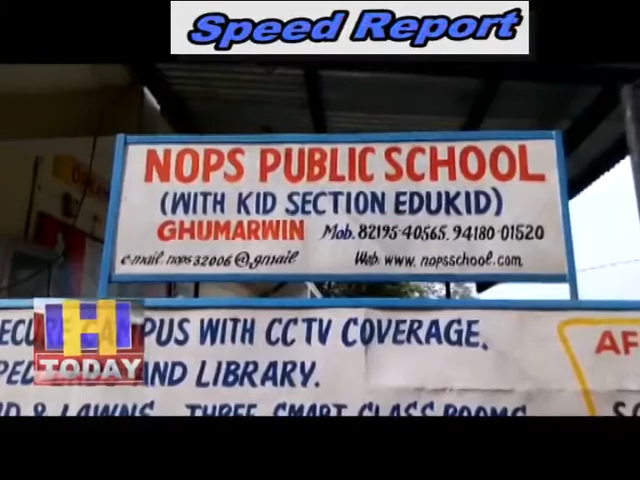 Speed Report
NOPS PUBLIC SCHOOL
(WITH KID SECTION EDUKID)
GHUMARWIN Mob. 82195-40565. 94180-01520
e-mail. nops32006@gmail Web. www.nopsschool.com
PUS WITH CCTV COVERAGE, AF
AND LIBRARY.
& LAWNS THREE SMART CLASS ROOMS
H
TODAY